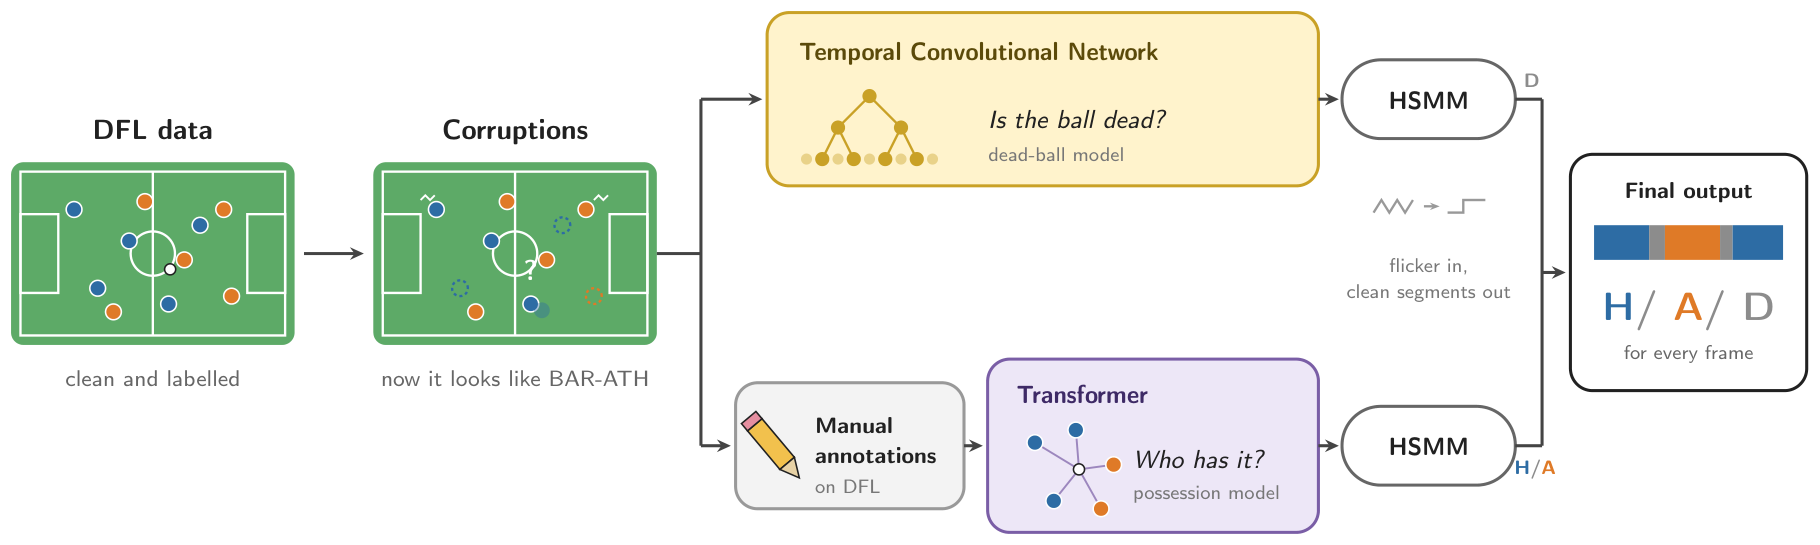 DFL data
clean and labelled
Corruptions
?
now it looks like BAR-ATH
Temporal Convolutional Network
Is the ball dead?
dead-ball model
HSMM
D
flicker in,
clean segments out
Manual
annotations
on DFL
Transformer
Who has it?
possession model
HSMM
H/A
Final output
H/ A/ D
for every frame